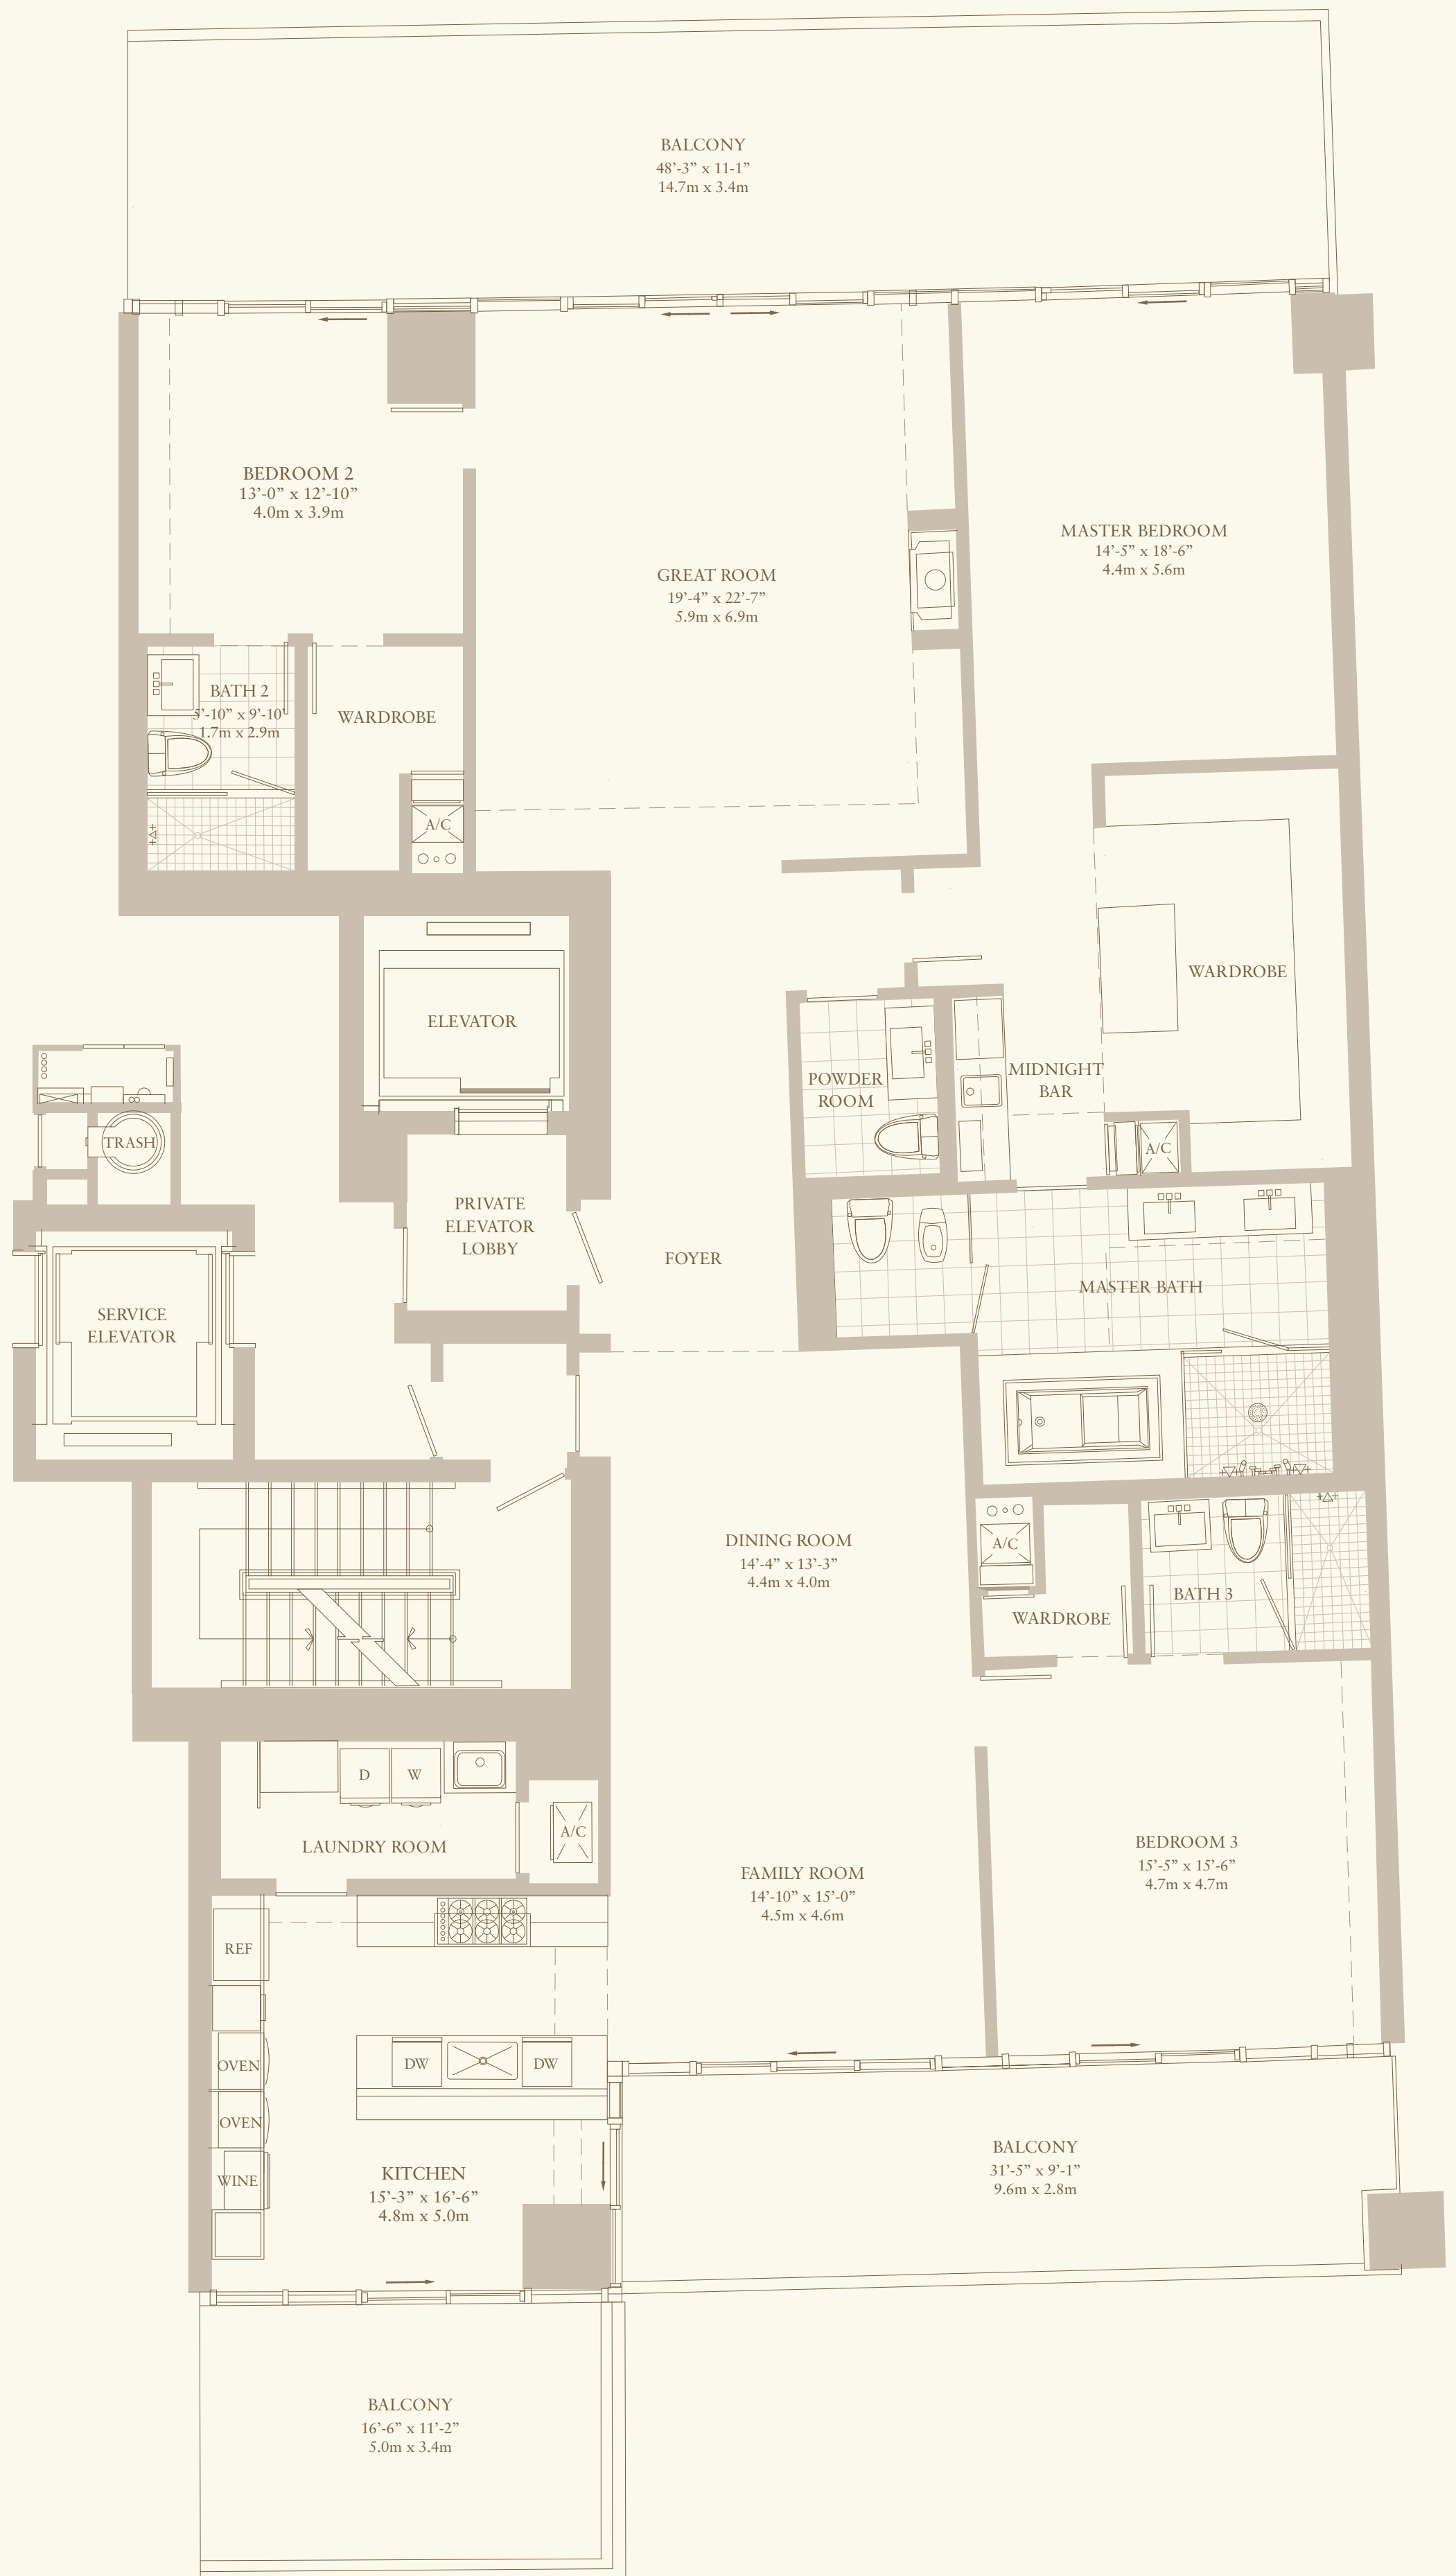 BALCONY
48’-3” x 11-1”
14.7m x 3.4m
BEDROOM 2
13’-0” x 12’-10”
4.0m x 3.9m
MASTER BEDROOM
14’-5” x 18’-6”
4.4m x 5.6m
GREAT ROOM
19’-4” x 22’-7”
5.9m x 6.9m
BATH 2
5’-10” x 9’-10’
1.7m x 2.9m
WARDROBE
A/C
WARDROBE
ELEVATOR
MIDNIGHT
BAR
POWDER
ROOM
TRASH
A/C
PRIVATE
ELEVATOR
LOBBY
FOYER
MASTER BATH
SERVICE
ELEVATOR
DINING ROOM
14’-4” x 13’-3”
4.4m x 4.0m
A/C
BATH 3
WARDROBE
D
W
A/C
LAUNDRY ROOM
BEDROOM 3
15’-5” x 15’-6”
4.7m x 4.7m
FAMILY ROOM
14’-10” x 15’-0”
4.5m x 4.6m
REF
OVEN
DW
DW
OVEN
WINE
KITCHEN
15’-3” x 16’-6”
4.8m x 5.0m
BALCONY
31’-5” x 9’-1”
9.6m x 2.8m
BALCONY
16’-6” x 11’-2”
5.0m x 3.4m